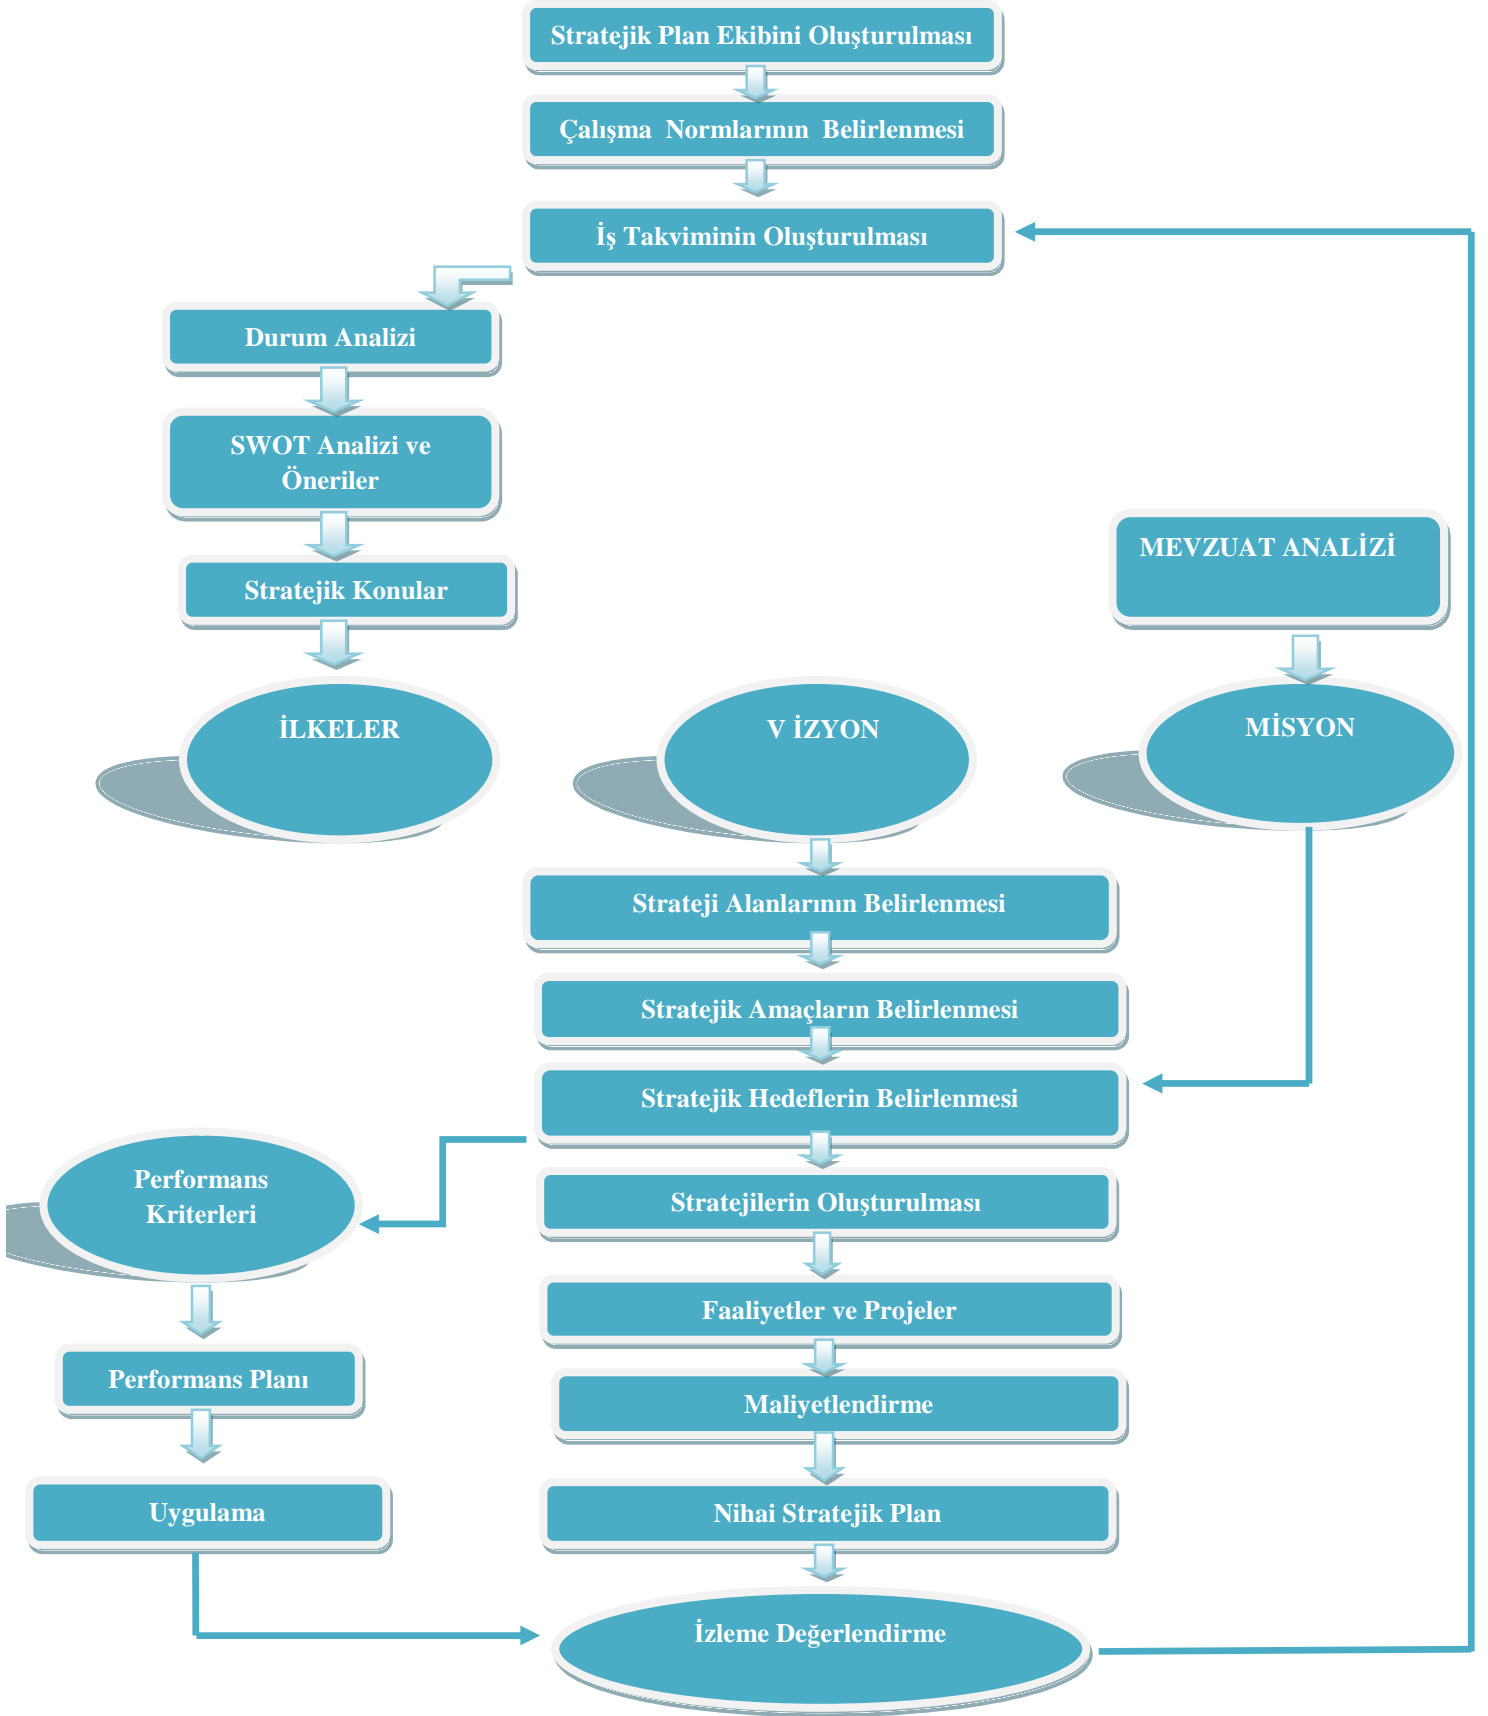 Stratejik Plan Ekibini Oluşturulması
Çalışma Normlarının Belirlenmesi
İş Takviminin Oluşturulması
Durum Analizi
SWOT Analizi ve
Öneriler
Stratejik Konular
MEVZUAT ANALİZİ
İLKELER
V İZYON
MİSYON
Strateji Alanlarının Belirlenmesi
Stratejik Amaçların Belirlenmesi
Stratejik Hedeflerin Belirlenmesi
Performans
Kriterleri
Stratejilerin Oluşturulması
Faaliyetler ve Projeler
Performans Planı
Maliyetlendirme
Uygulama
Nihai Stratejik Plan
İzleme Değerlendirme